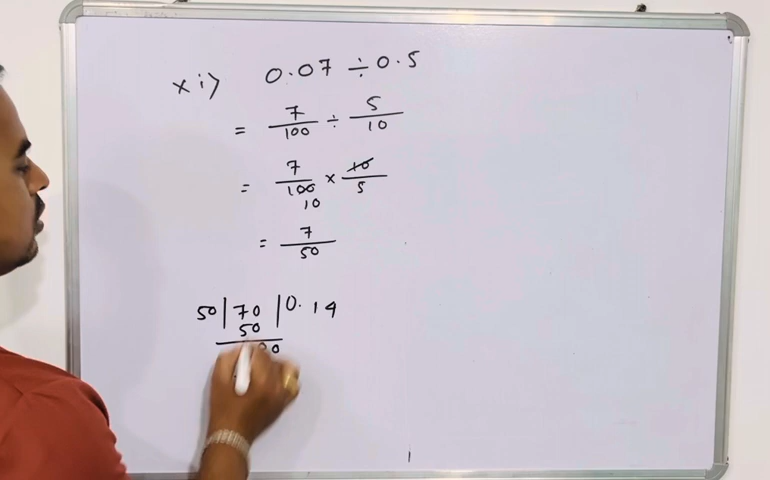 xi) 0.07 ÷ 0.5
= 7/100 ÷ 5/10
= 7/100 × 10/5
10
= 7/50
50|70|0.14
50
00